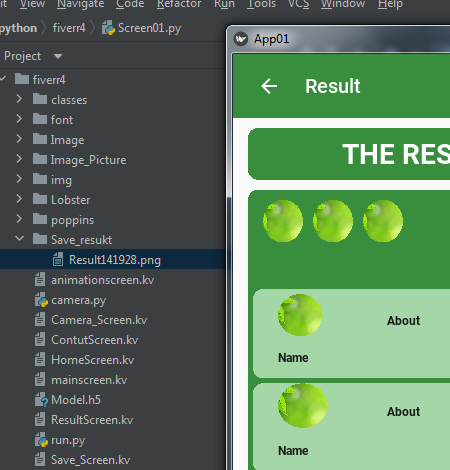 View Navigate Code Refactor Run Tools VCS Window Help
python fiverr4 Screen01.py
Project
fiverr4
classes
font
Image
Image_Picture
img
Lobster
poppins
Save_resukt
Result141928.png
animationscreen.kv
camera.py
Camera_Screen.kv
ContutScreen.kv
HomeScreen.kv
mainscreen.kv
Model.h5
ResultScreen.kv
run.py
Save_Screen.kv
App01
Result
THE RES
About
Name
About
Name